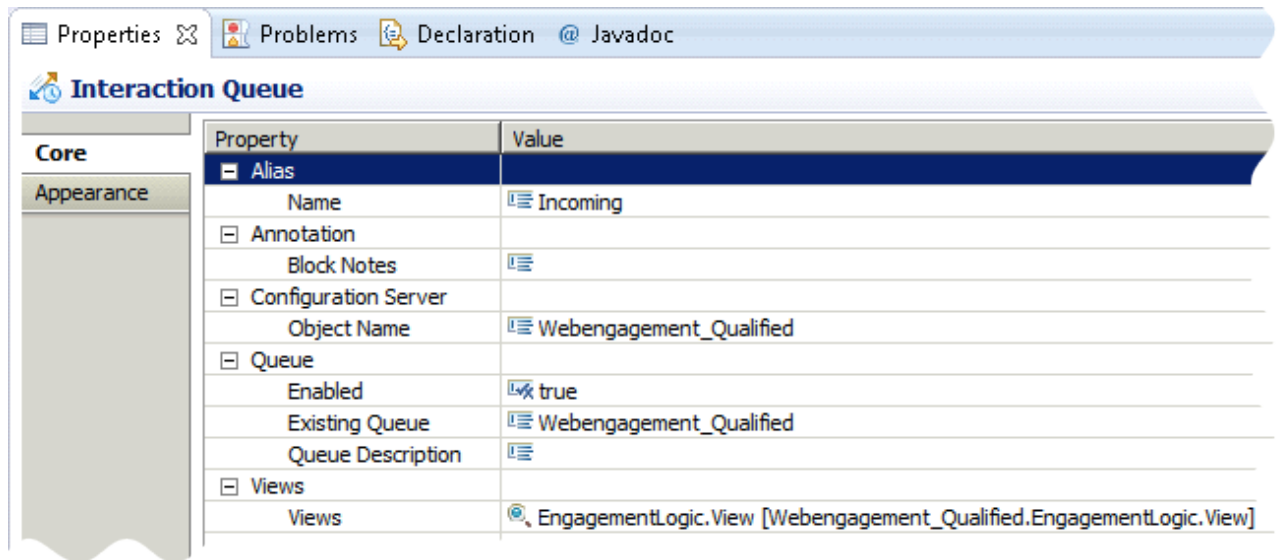 Properties Problems Declaration @ Javadoc
Interaction Queue
Core
Appearance
Property Value
Alias
Name Incoming
Annotation
Block Notes
Configuration Server
Object Name Webengagement_Qualified
Queue
Enabled true
Existing Queue Webengagement_Qualified
Queue Description
Views
Views EngagementLogic.View [Webengagement_Qualified.EngagementLogic.View]